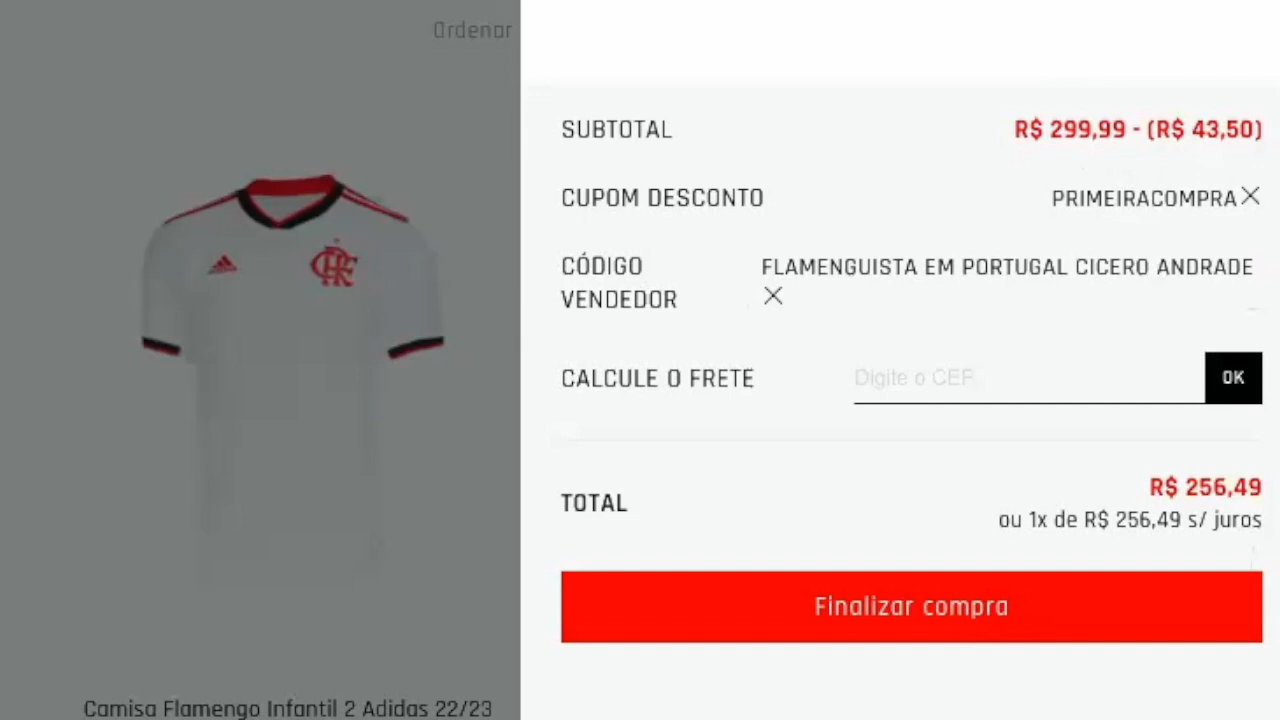 Ordenar
SUBTOTAL R$ 299,99 - (R$ 43,50)
CUPOM DESCONTO PRIMEIRACOMPRA
CÓDIGO VENDEDOR
FLAMENGUISTA EM PORTUGAL CICERO ANDRADE
CALCULE O FRETE Digite o CEP OK
TOTAL R$ 256,49
ou 1x de R$ 256,49 s/ juros
Finalizar compra
Camisa Flamengo Infantil 2 Adidas 22/23